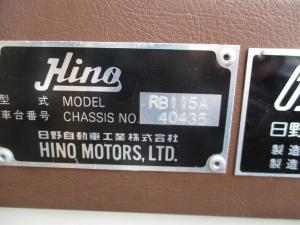 Hino
型 式 MODEL RB115A
車台番号 CHASSIS NO. 40435
日野自動車工業株式会社
HINO MOTORS, LTD.
日野
製造
製造